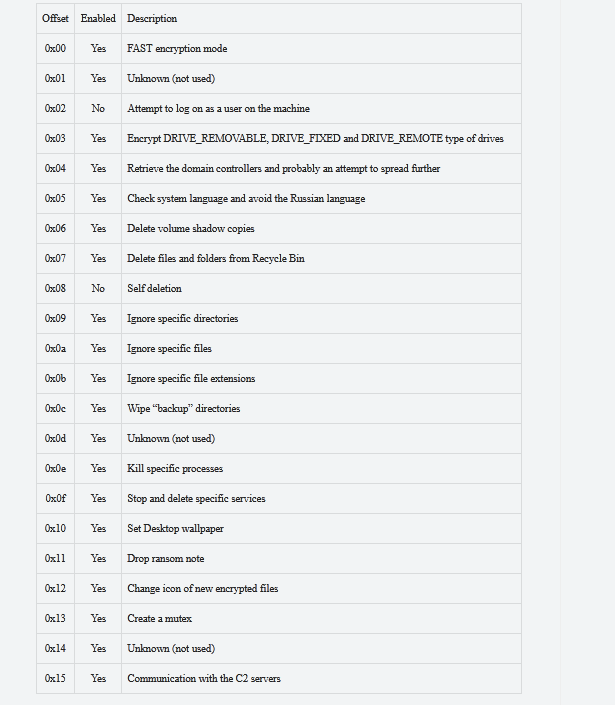 Offset Enabled Description
0x00 Yes FAST encryption mode
0x01 Yes Unknown (not used)
0x02 No Attempt to log on as a user on the machine
0x03 Yes Encrypt DRIVE_REMOVABLE, DRIVE_FIXED and DRIVE_REMOTE type of drives
0x04 Yes Retrieve the domain controllers and probably an attempt to spread further
0x05 Yes Check system language and avoid the Russian language
0x06 Yes Delete volume shadow copies
0x07 Yes Delete files and folders from Recycle Bin
0x08 No Self deletion
0x09 Yes Ignore specific directories
0x0a Yes Ignore specific files
0x0b Yes Ignore specific file extensions
0x0c Yes Wipe “backup” directories
0x0d Yes Unknown (not used)
0x0e Yes Kill specific processes
0x0f Yes Stop and delete specific services
0x10 Yes Set Desktop wallpaper
0x11 Yes Drop ransom note
0x12 Yes Change icon of new encrypted files
0x13 Yes Create a mutex
0x14 Yes Unknown (not used)
0x15 Yes Communication with the C2 servers